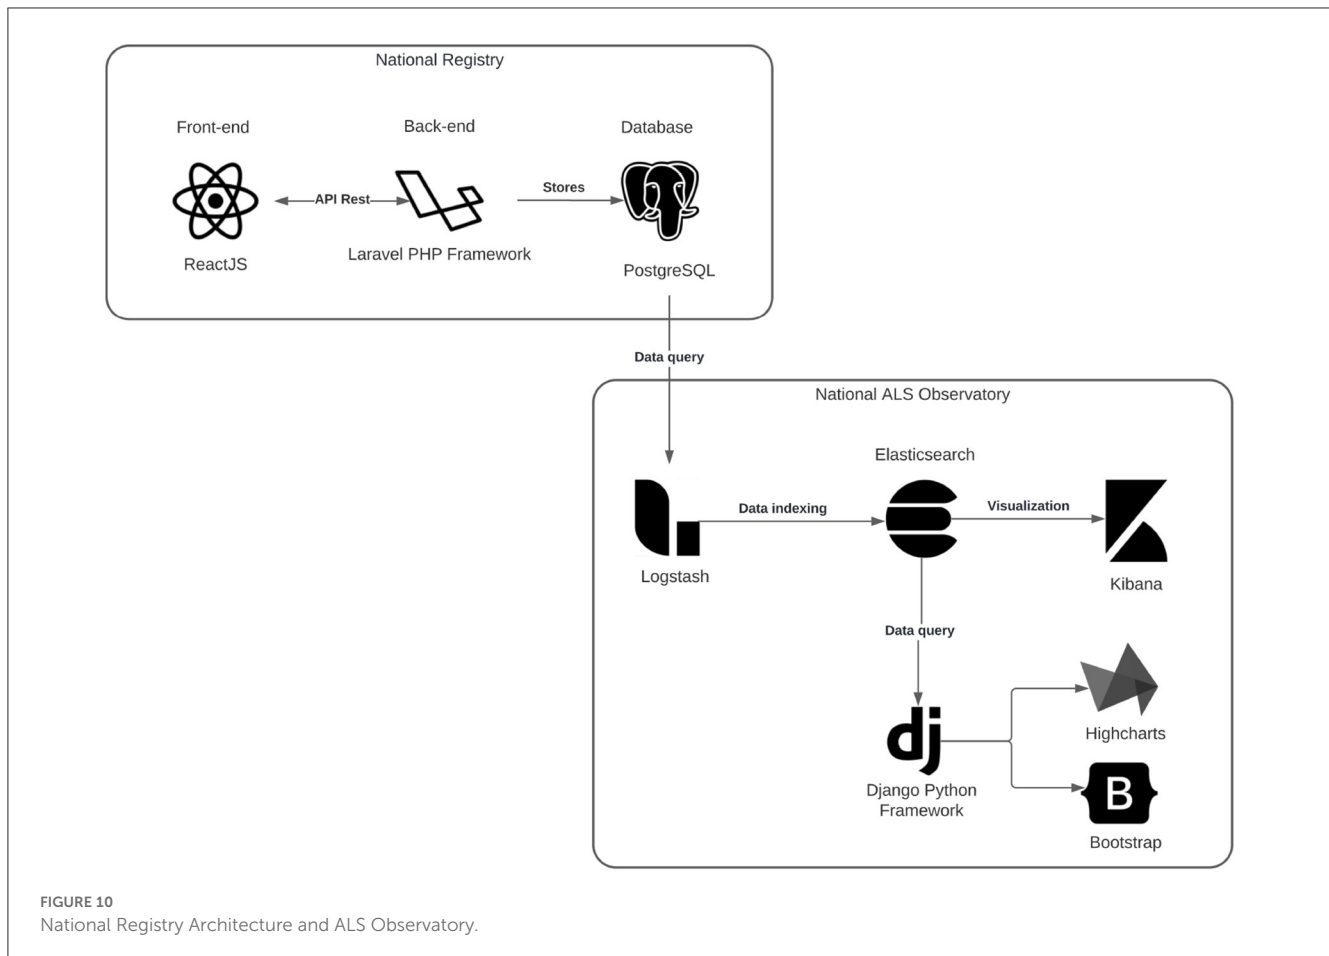 National Registry
Front-end
Back-end
Database
API Rest
Stores
ReactJS
Laravel PHP Framework
PostgreSQL
Data query
National ALS Observatory
Elasticsearch
Data indexing
Visualization
Logstash
Kibana
Data query
dj
Highcharts
Django Python
Framework
B
Bootstrap
FIGURE 10
National Registry Architecture and ALS Observatory.